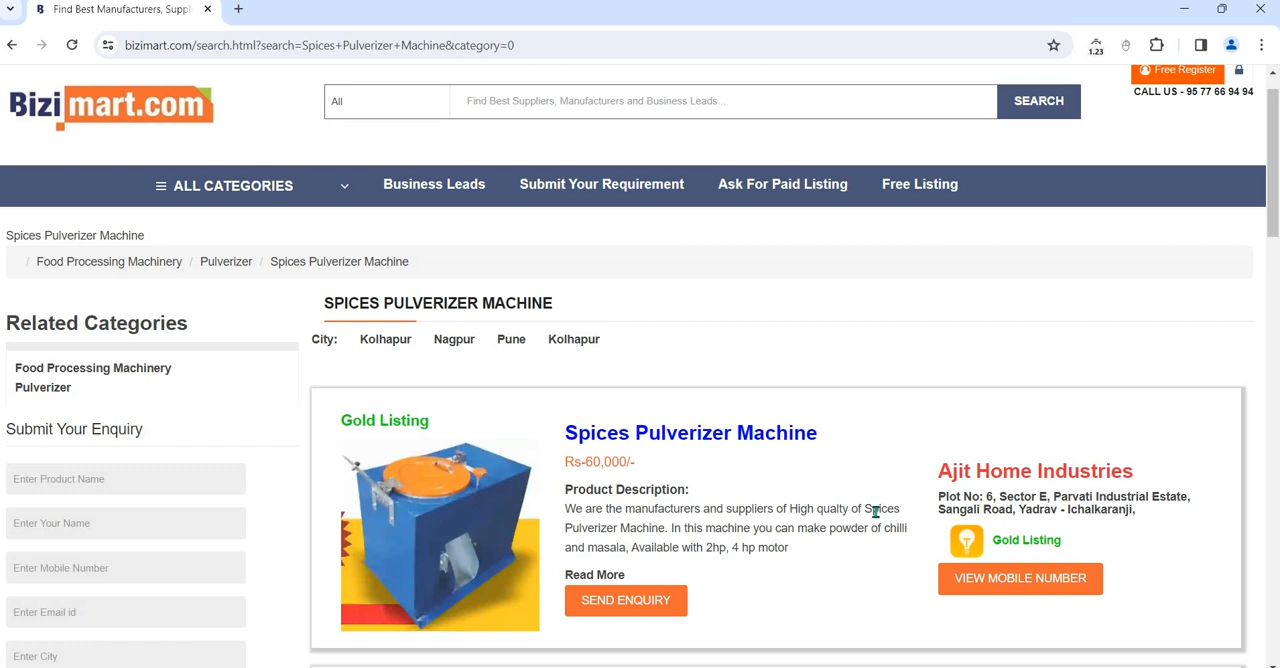 Find Best Manufacturers, Suppl
bizimart.com/search.html?search=Spices+Pulverizer+Machine&category=0
1.23
Bizimart.com
All
Find Best Suppliers, Manufacturers and Business Leads...
SEARCH
Free Register
CALL US - 95 77 66 94 94
ALL CATEGORIES
Business Leads
Submit Your Requirement
Ask For Paid Listing
Free Listing
Spices Pulverizer Machine
/ Food Processing Machinery / Pulverizer / Spices Pulverizer Machine
Related Categories
Food Processing Machinery
Pulverizer
Submit Your Enquiry
Enter Product Name
Enter Your Name
Enter Mobile Number
Enter Email id
Enter City
SPICES PULVERIZER MACHINE
City: Kolhapur Nagpur Pune Kolhapur
Gold Listing
Spices Pulverizer Machine
Rs-60,000/-
Product Description:
We are the manufacturers and suppliers of High qualty of Spices
Pulverizer Machine. In this machine you can make powder of chilli
and masala, Available with 2hp, 4 hp motor
Read More
SEND ENQUIRY
Ajit Home Industries
Plot No: 6, Sector E, Parvati Industrial Estate,
Sangali Road, Yadrav - Ichalkaranji,
Gold Listing
VIEW MOBILE NUMBER